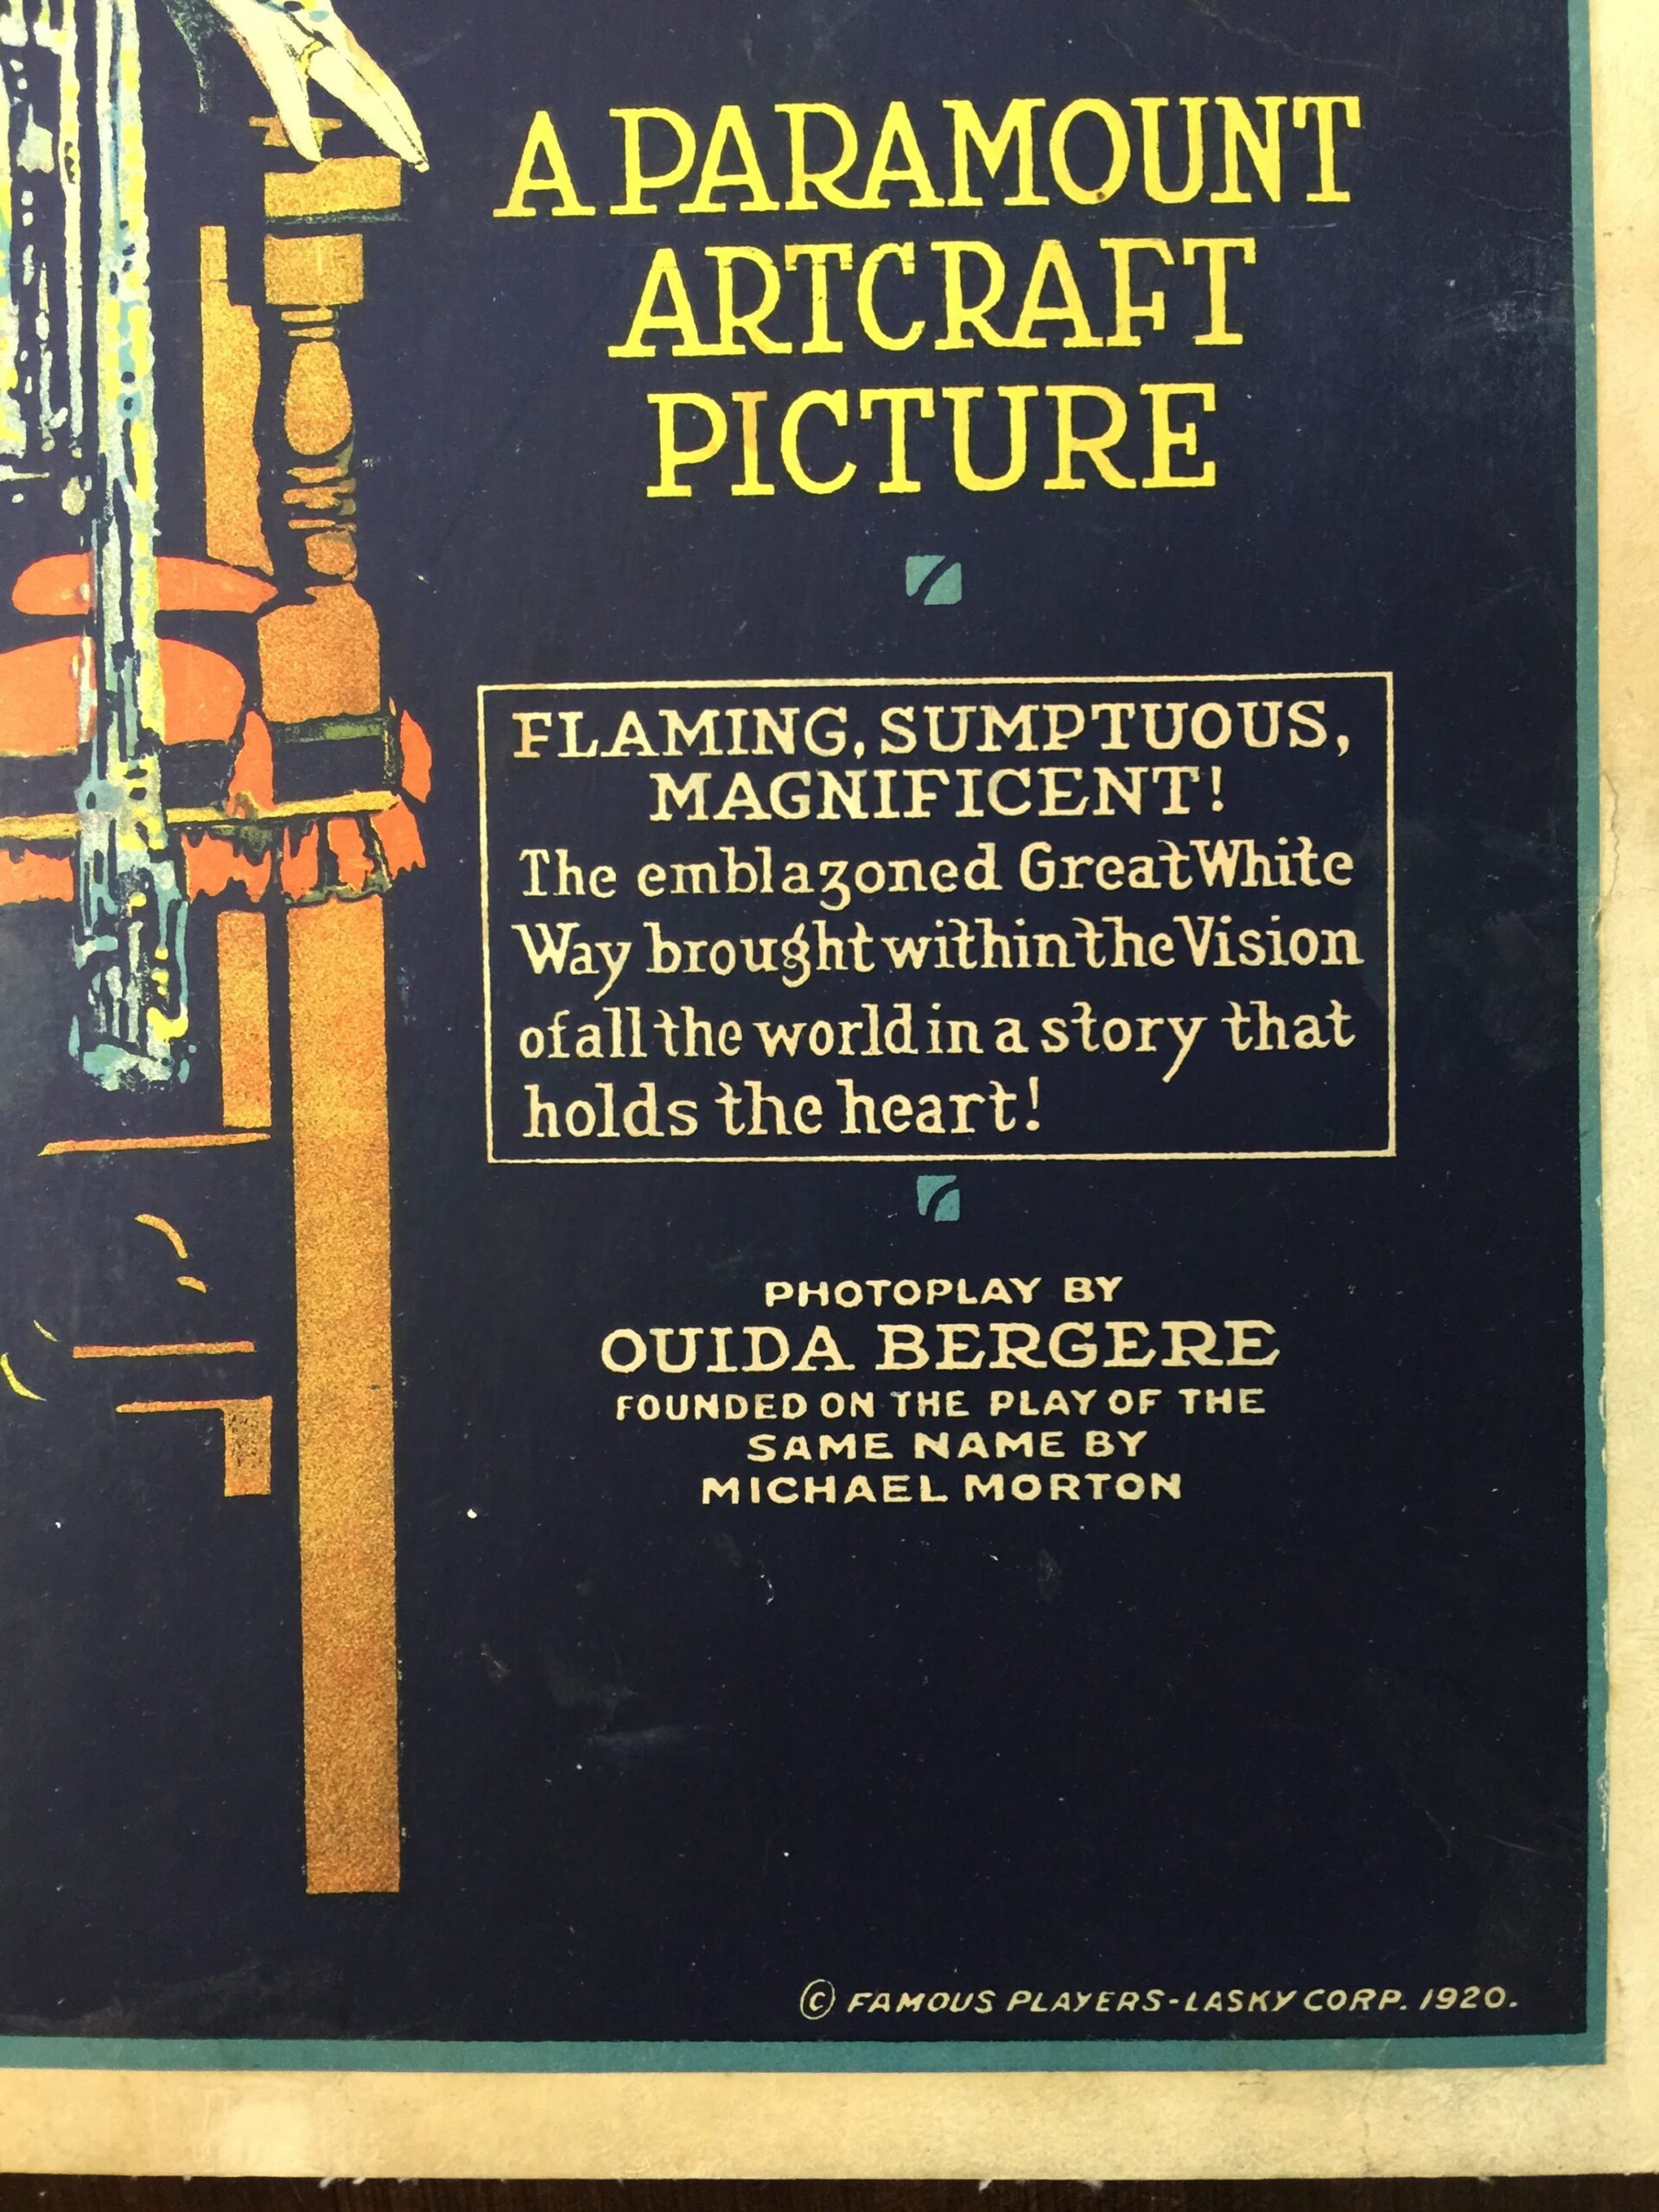 A PARAMOUNT
ARTCRAFT
PICTURE
FLAMING, SUMPTUOUS,
MAGNIFICENT!
The emblazoned Great White
Way brought within the Vision
of all the world in a story that
holds the heart!
PHOTOPLAY BY
OUIDA BERGERE
FOUNDED ON THE PLAY OF THE
SAME NAME BY
MICHAEL MORTON
© FAMOUS PLAYERS-LASKY CORP. 1920.